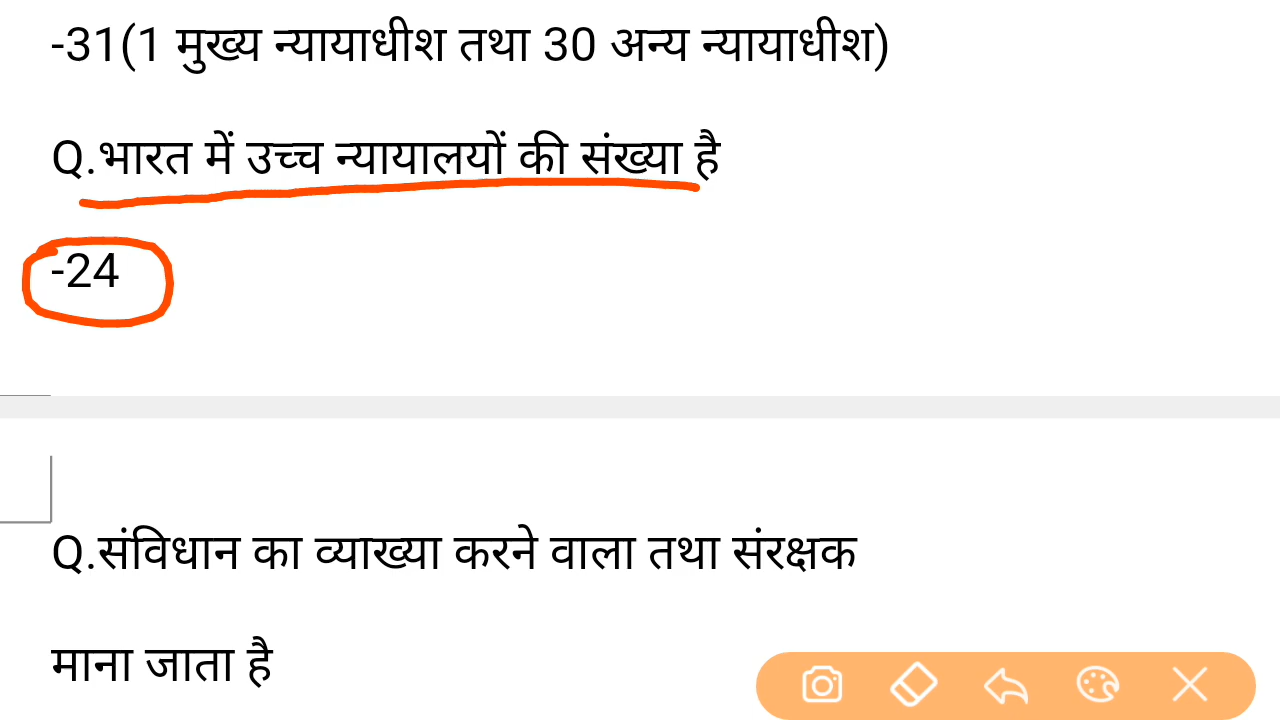 -31(1 मुख्य न्यायाधीश तथा 30 अन्य न्यायाधीश)
Q.भारत में उच्च न्यायालयों की संख्या है
-24
Q.संविधान का व्याख्या करने वाला तथा संरक्षक
माना जाता है